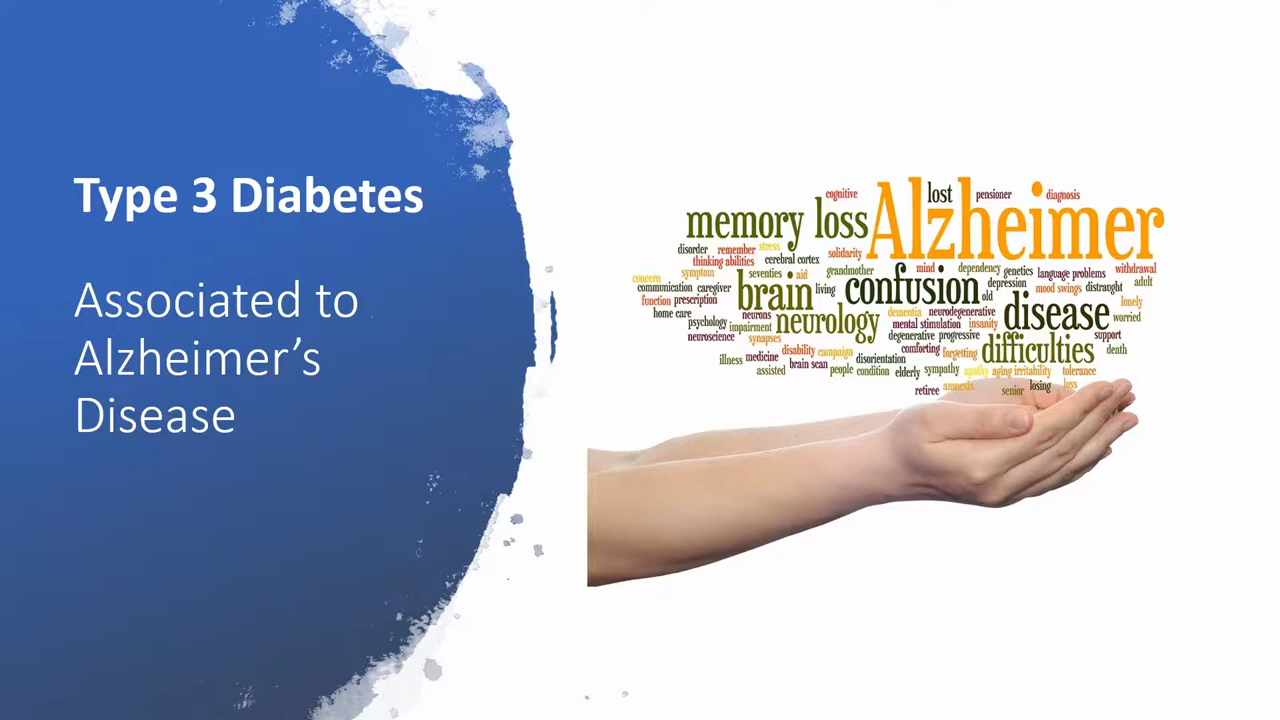 Type 3 Diabetes
Associated to
Alzheimer’s
Disease
cognitive
lost
pensioner
diagnosis
memory loss
Alzheimer
disorder
remember
stress
cerebral cortex
solidarity
thinking abilities
concern
symptom
seventies
aid
grandmother
mind
dependency
genetics
language problems
withdrawal
communication
caregiver
brain
living
confusion
old
depression
mood swings
distraught
adult
function
prescription
lonely
home care
neurons
neurology
dementia
neurodegenerative
disease
worried
psychology
impairment
mental stimulation
insanity
neuroscience
synapses
degenerative
progressive
support
illness
medicine
disability
campaign
disorientation
comforting
forgetting
difficulties
death
assisted
brain scan
people
condition
elderly
sympathy
apathy
aging
irritability
tolerance
retiree
amnesia
senior
losing
loss